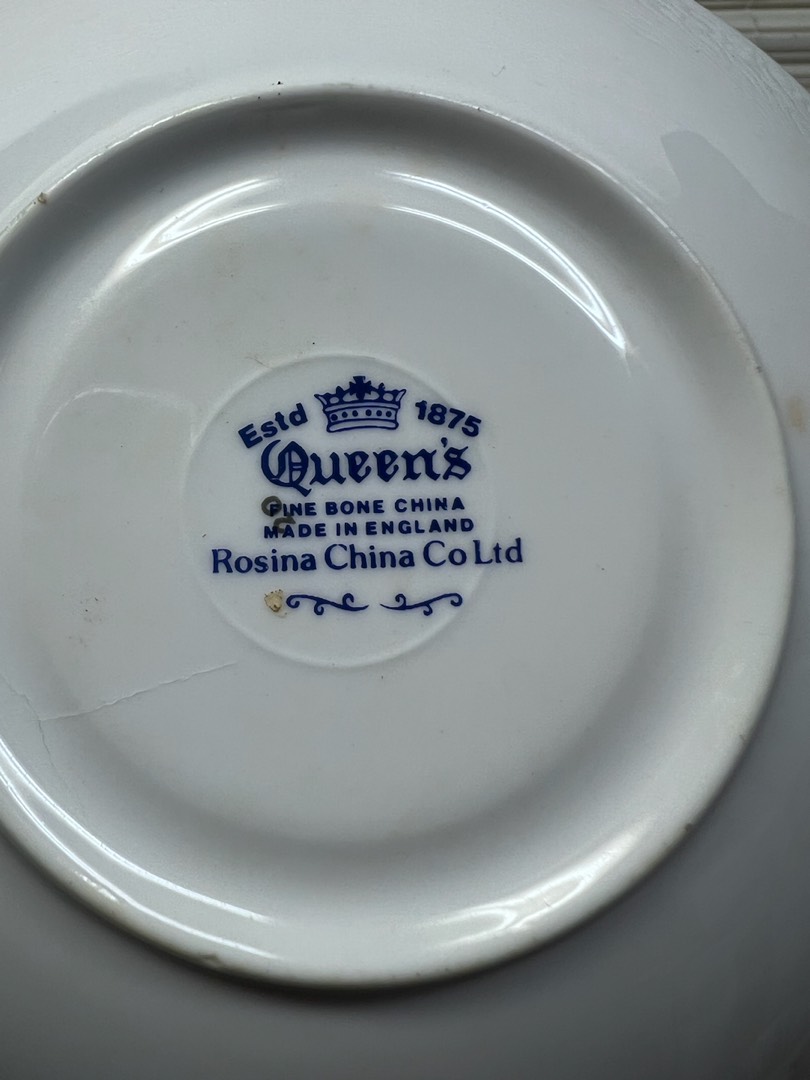 Estd 1875
Queen's
FINE BONE CHINA
MADE IN ENGLAND
Rosina China Co Ltd